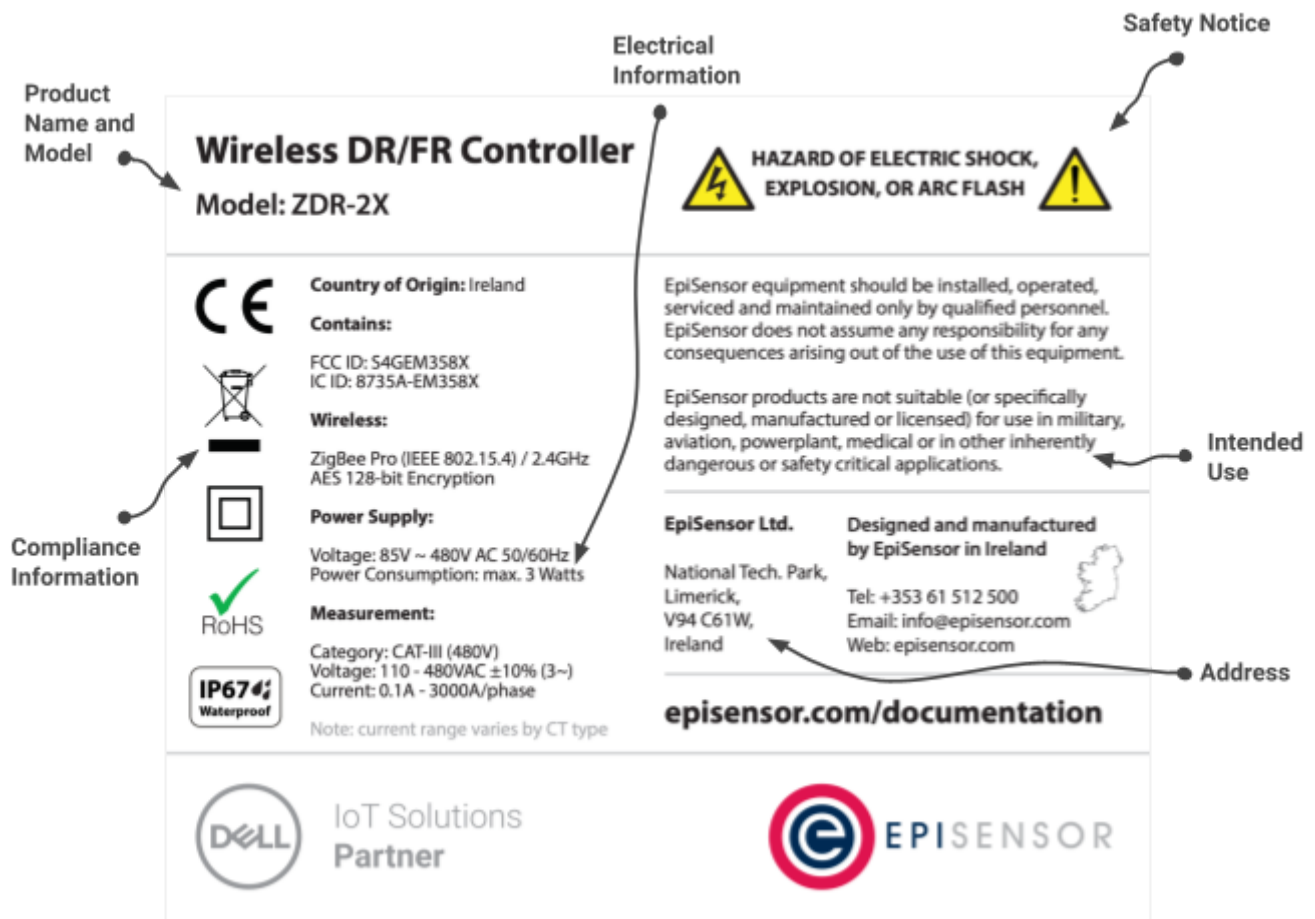 Safety Notice
Electrical
Information
Product
Name and
Model
Wireless DR/FR Controller
Model: ZDR-2X
HAZARD OF ELECTRIC SHOCK,
EXPLOSION, OR ARC FLASH
CE
Country of Origin: Ireland
Contains:
FCC ID: S4GEM358X
IC ID: 8735A-EM358X
Wireless:
ZigBee Pro (IEEE 802.15.4) / 2.4GHz
AES 128-bit Encryption
Power Supply:
Voltage: 85V ~ 480V AC 50/60Hz
Power Consumption: max. 3 Watts
Measurement:
Category: CAT-III (480V)
Voltage: 110 - 480VAC ±10% (3~)
Current: 0.1A - 3000A/phase
Note: current range varies by CT type
Compliance
Information
RoHS
IP67
Waterproof
EpiSensor equipment should be installed, operated,
serviced and maintained only by qualified personnel.
EpiSensor does not assume any responsibility for any
consequences arising out of the use of this equipment.
EpiSensor products are not suitable (or specifically
designed, manufactured or licensed) for use in military,
aviation, powerplant, medical or in other inherently
dangerous or safety critical applications.
Intended
Use
EpiSensor Ltd.
National Tech. Park,
Limerick,
V94 C61W,
Ireland
Designed and manufactured
by EpiSensor in Ireland
Tel: +353 61 512 500
Email: info@episensor.com
Web: episensor.com
Address
episensor.com/documentation
DELL
IoT Solutions
Partner
e
EPISENSOR